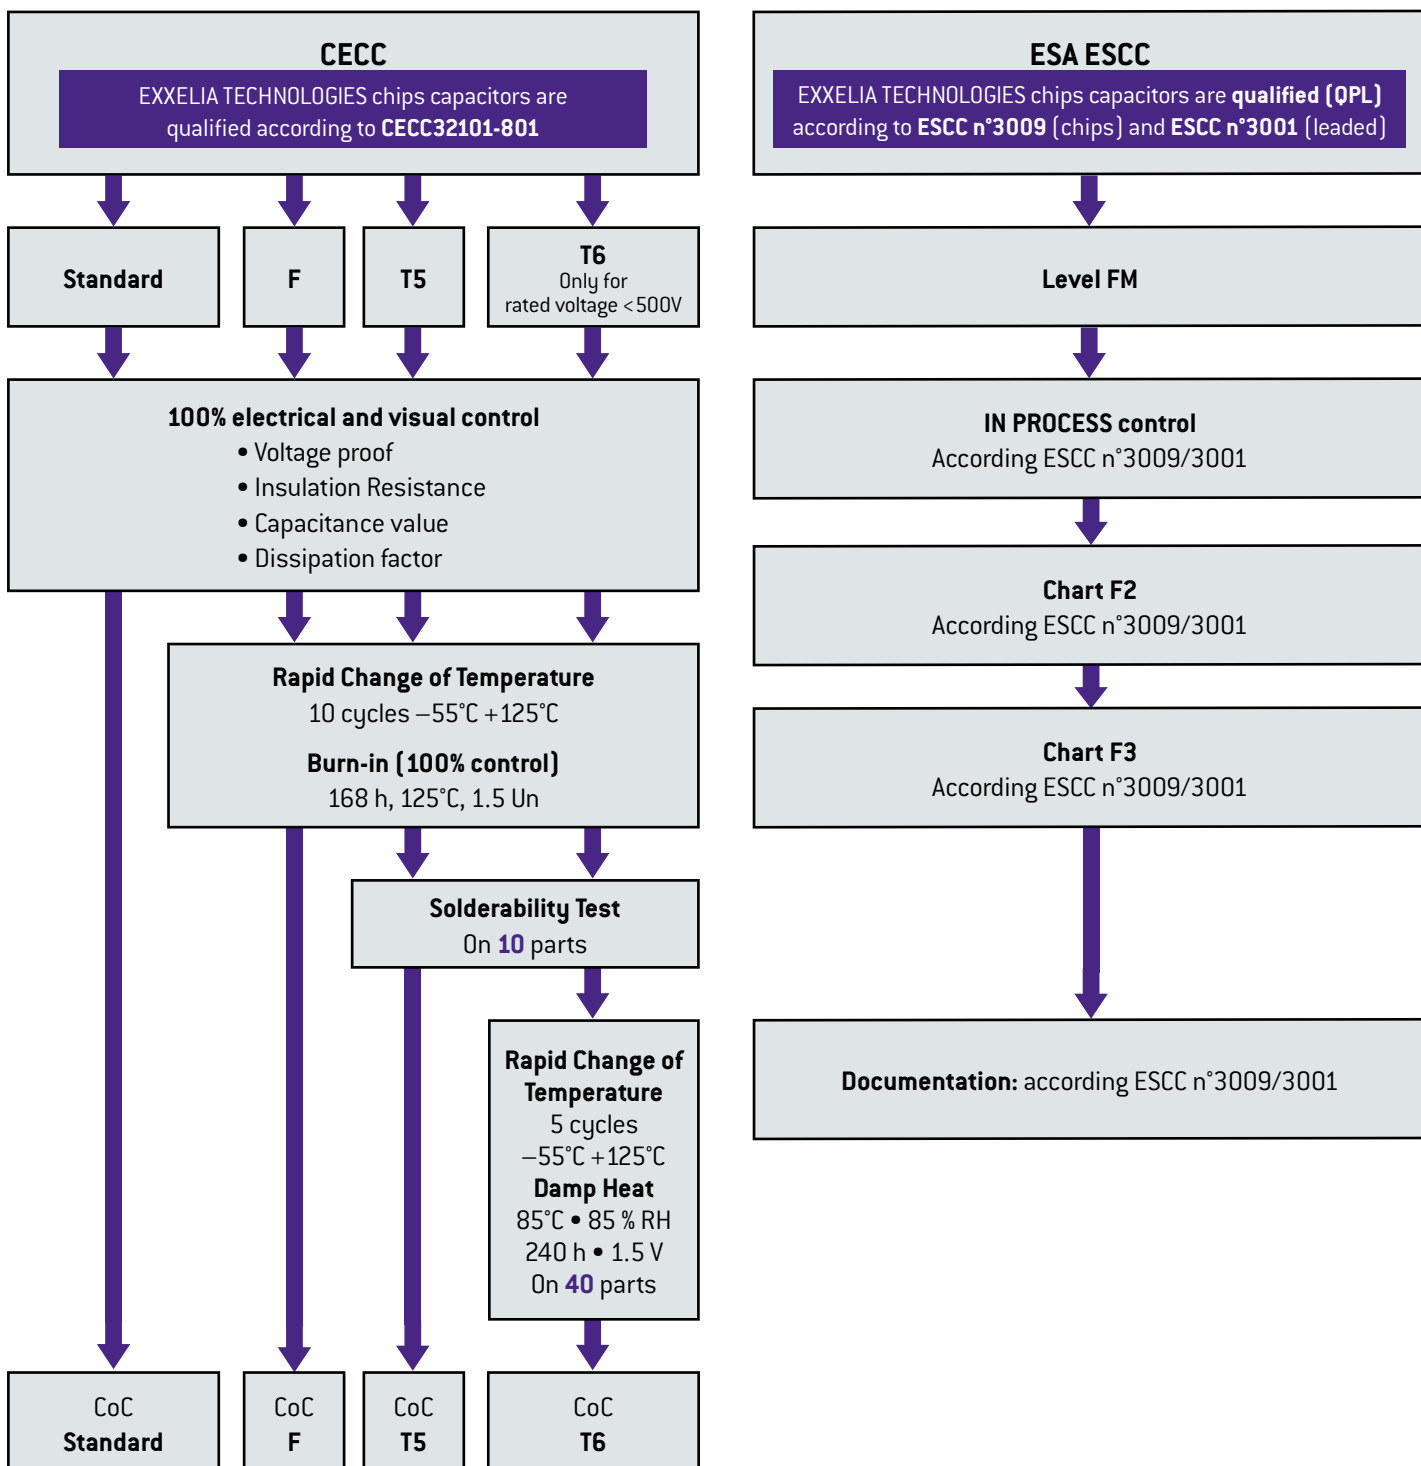 CECC
EXXELIA TECHNOLOGIES chips capacitors are
qualified according to CECC32101-801
Standard
F
T5
T6
Only for
rated voltage <500V
100% electrical and visual control
• Voltage proof
• Insulation Resistance
• Capacitance value
• Dissipation factor
Rapid Change of Temperature
10 cycles –55°C +125°C
Burn-in (100% control)
168 h, 125°C, 1.5 Un
Solderability Test
On 10 parts
Rapid Change of
Temperature
5 cycles
–55°C +125°C
Damp Heat
85°C • 85 % RH
240 h • 1.5 V
On 40 parts
CoC
Standard
CoC
F
CoC
T5
CoC
T6
ESA ESCC
EXXELIA TECHNOLOGIES chips capacitors are qualified (QPL)
according to ESCC n°3009 (chips) and ESCC n°3001 (leaded)
Level FM
IN PROCESS control
According ESCC n°3009/3001
Chart F2
According ESCC n°3009/3001
Chart F3
According ESCC n°3009/3001
Documentation: according ESCC n°3009/3001